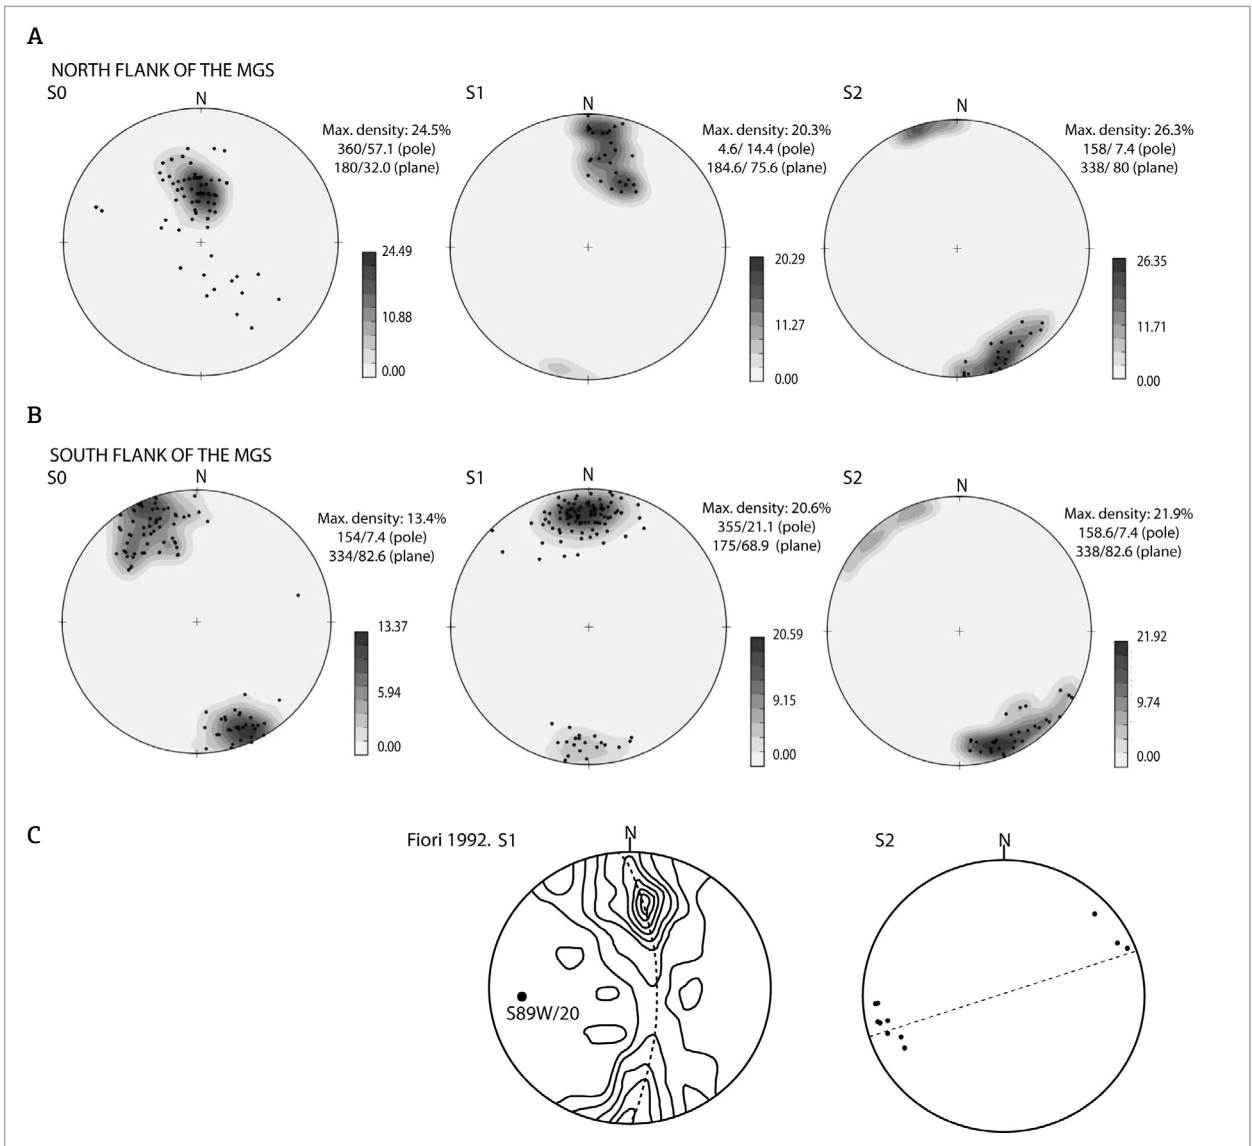 A
NORTH FLANK OF THE MGS
S0
N
Max. density: 24.5%
360/57.1 (pole)
180/32.0 (plane)
24.49
10.88
0.00
S1
N
Max. density: 20.3%
4.6/ 14.4 (pole)
184.6/ 75.6 (plane)
20.29
11.27
0.00
S2
N
Max. density: 26.3%
158/ 7.4 (pole)
338/ 80 (plane)
26.35
11.71
0.00
B
SOUTH FLANK OF THE MGS
S0
N
Max. density: 13.4%
154/7.4 (pole)
334/82.6 (plane)
13.37
5.94
0.00
S1
N
Max. density: 20.6%
355/21.1 (pole)
175/68.9 (plane)
20.59
9.15
0.00
S2
N
Max. density: 21.9%
158.6/7.4 (pole)
338/82.6 (plane)
21.92
9.74
0.00
C
Fiori 1992. S1
N
S89W/20
S2
N